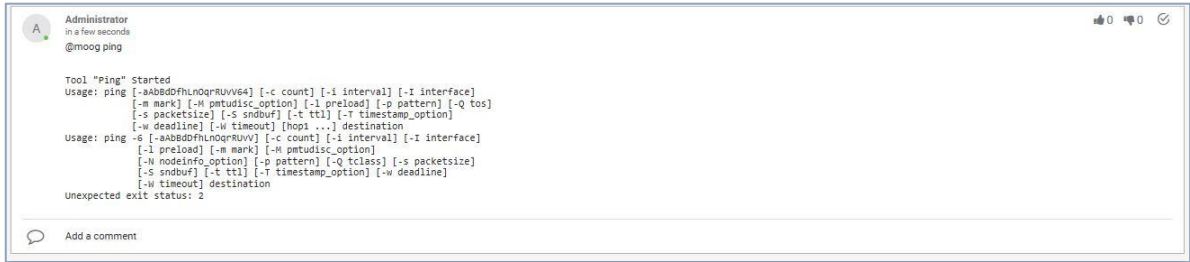 A
Administrator
in a few seconds
0 0
@moog ping
Tool "Ping" Started
Usage: ping [-aAbBdDfhLnOqrRUvV64] [-c count] [-i interval] [-I interface]
[-m mark] [-M pmtudisc_option] [-l preload] [-p pattern] [-Q tos]
[-s packetsize] [-S sndbuf] [-t ttl] [-T timestamp_option]
[-w deadline] [-W timeout] [hop1 ...] destination
Usage: ping -6 [-aAbBdDfhLnOqrRUvV] [-c count] [-i interval] [-I interface]
[-l preload] [-m mark] [-M pmtudisc_option]
[-N nodeinfo_option] [-p pattern] [-Q tclass] [-s packetsize]
[-S sndbuf] [-t ttl] [-T timestamp_option] [-w deadline]
[-W timeout] destination
Unexpected exit status: 2
Add a comment